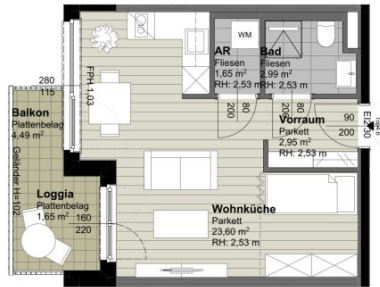 WM
AR
Fliesen
1,65 m²
RH: 2,53 m
Bad
Fliesen
2,99 m²
RH: 2,53 m
FPH 1,03
280
115
200
80
200
80
Balkon
Plattenbelag
4,49 m²
Vorraum
Parkett
2,95 m²
RH: 2,53 m
90
200
EI230
Geländer H=102
Loggia
Plattenbelag
1,65 m²
160
220
Wohnküche
Parkett
23,60 m²
RH: 2,53 m